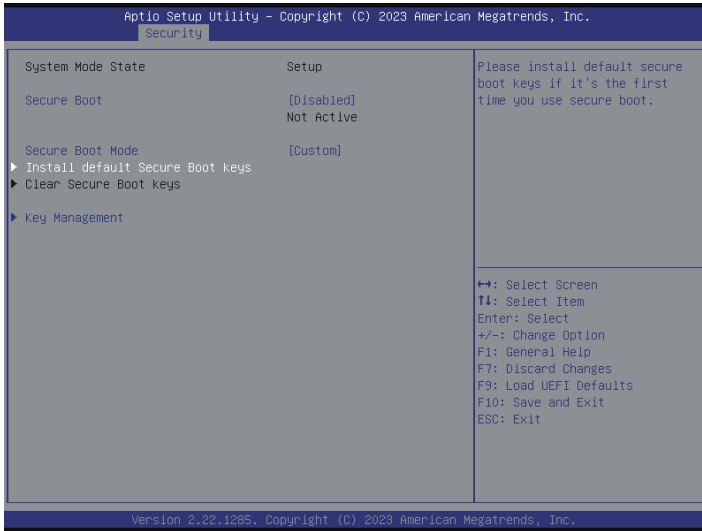 Aptio Setup Utility – Copyright (C) 2023 American Megatrends, Inc.
Security
System Mode State Setup
Secure Boot [Disabled]
Not Active
Secure Boot Mode [Custom]
Install default Secure Boot keys
Clear Secure Boot keys
Key Management
Please install default secure
boot keys if it's the first
time you use secure boot.
↔: Select Screen
↑↓: Select Item
Enter: Select
+/-: Change Option
F1: General Help
F7: Discard Changes
F9: Load UEFI Defaults
F10: Save and Exit
ESC: Exit
Version 2.22.1285. Copyright (C) 2023 American Megatrends, Inc.